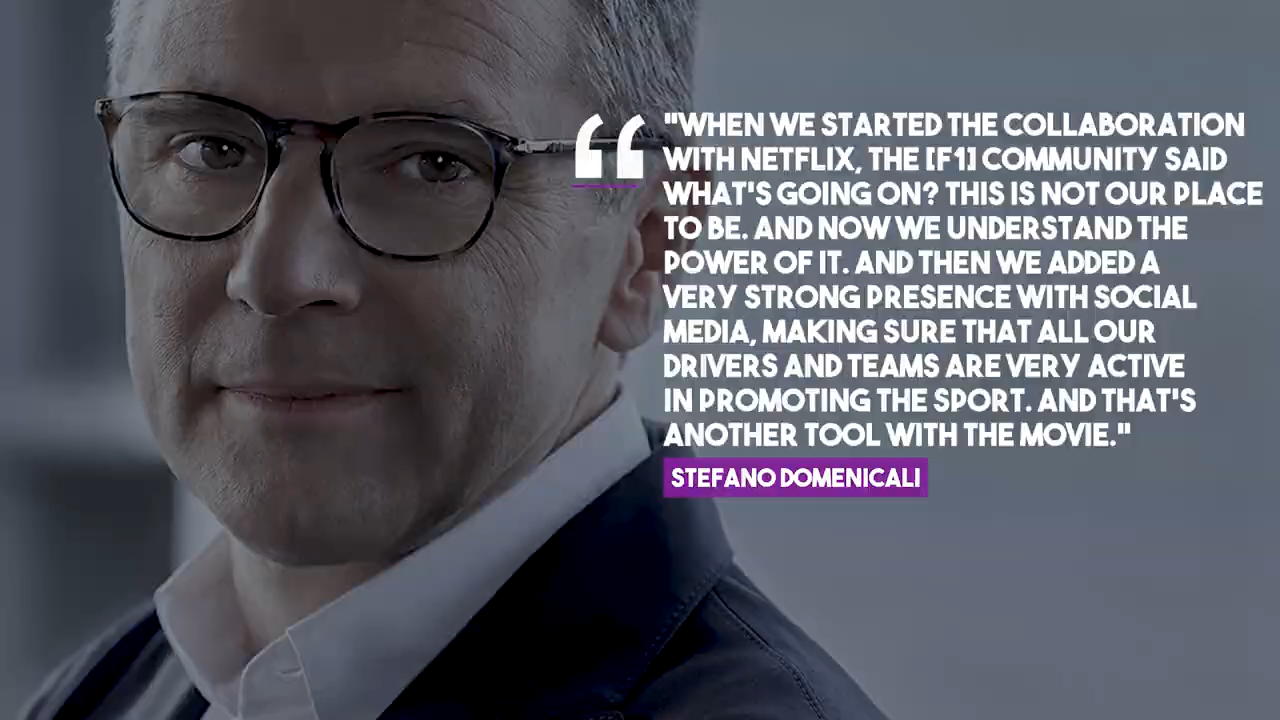 "WHEN WE STARTED THE COLLABORATION
WITH NETFLIX, THE [F1] COMMUNITY SAID
WHAT'S GOING ON? THIS IS NOT OUR PLACE
TO BE. AND NOW WE UNDERSTAND THE
POWER OF IT. AND THEN WE ADDED A
VERY STRONG PRESENCE WITH SOCIAL
MEDIA, MAKING SURE THAT ALL OUR
DRIVERS AND TEAMS ARE VERY ACTIVE
IN PROMOTING THE SPORT. AND THAT'S
ANOTHER TOOL WITH THE MOVIE."
STEFANO DOMENICALI